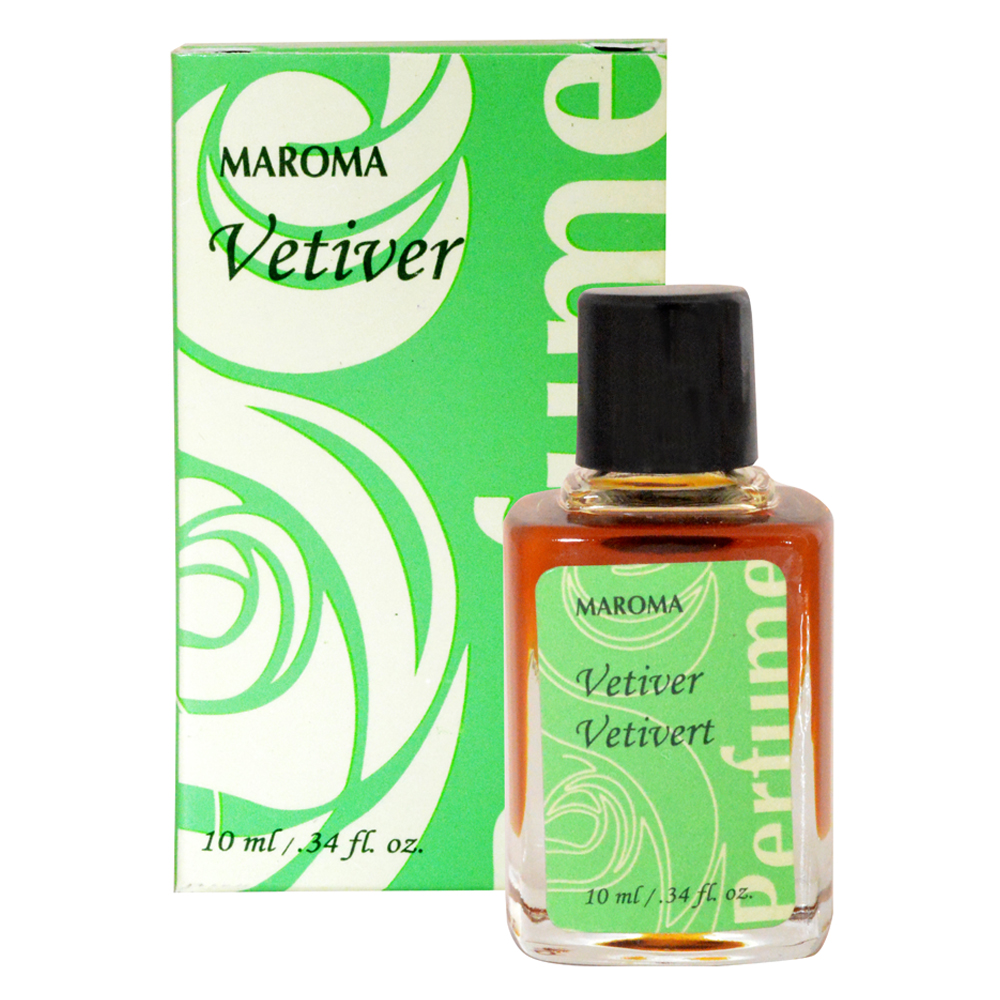 MAROMA
Vetiver
Perfume
10 ml /.34 fl. oz.
MAROMA
Vetiver
Vetivert
Perfume
10 ml / .34 fl. oz.